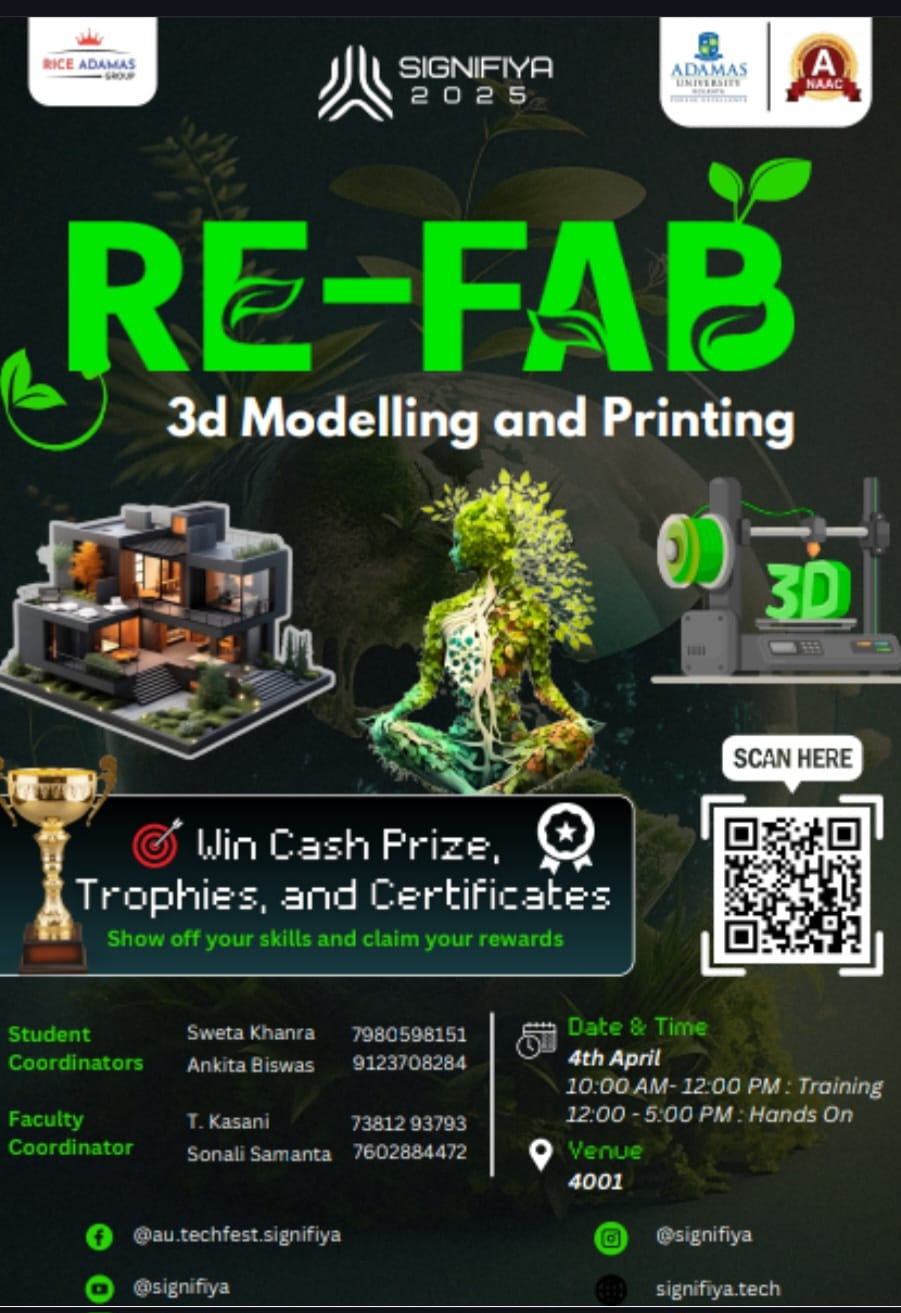 RICE ADAMAS
GROUP
SIGNIFIYA
2025
ADAMAS
UNIVERSITY
A
NAAC
RE-FAB
3d Modelling and Printing
3D
SCAN HERE
Win Cash Prize,
Trophies, and Certificates
Show off your skills and claim your rewards
Student
Coordinators
Sweta Khanra 7980598151
Ankita Biswas 9123708284
Faculty
Coordinator
T. Kasani 73812 93793
Sonali Samanta 7602884472
Date & Time
4th April
10:00 AM- 12:00 PM : Training
12:00 - 5:00 PM : Hands On
Venue
4001
@au.techfest.signifiya
@signifiya
@signifiya
signifiya.tech